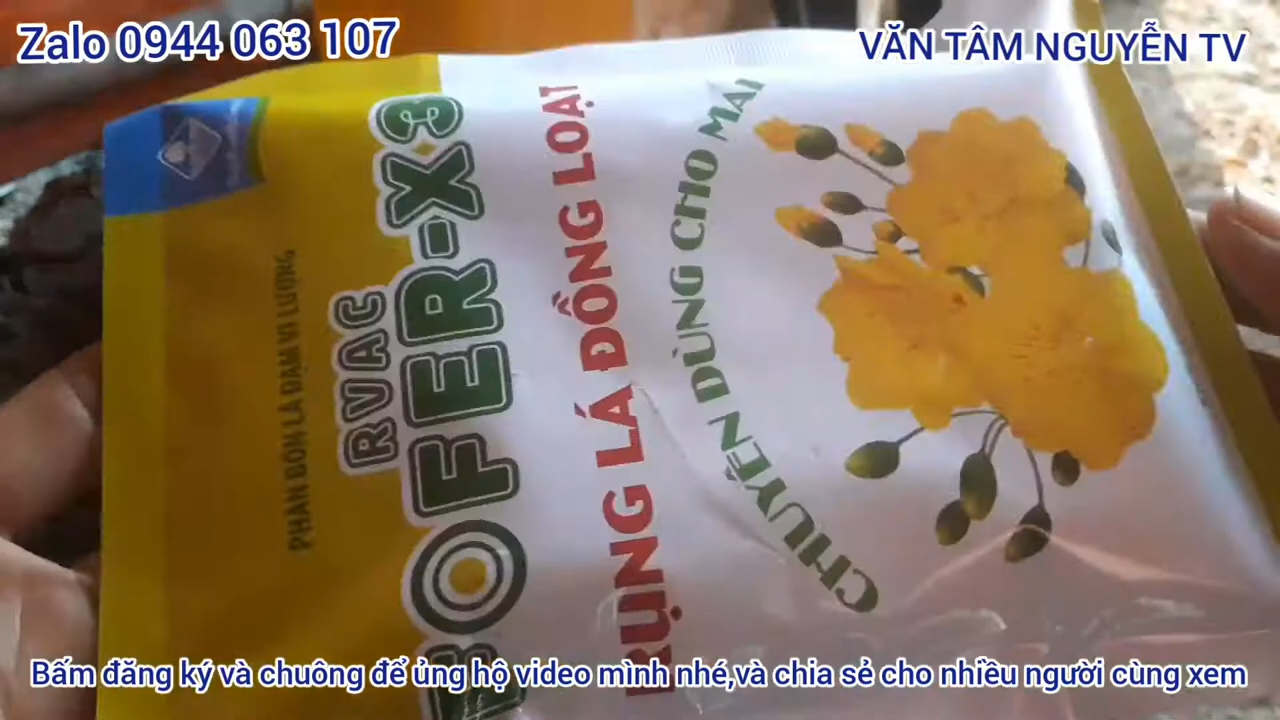 Zalo 0944 063 107
VĂN TÂM NGUYỄN TV
PHÂN BÓN LÁ DẠM VI LƯỢNG
RVAC
BOFER-X3
RỤNG LÁ ĐỒNG LOẠT
CHUYÊN DÙNG CHO MAI
Bấm đăng ký và chuông để ủng hộ video mình nhé,và chia sẻ cho nhiều người cùng xem